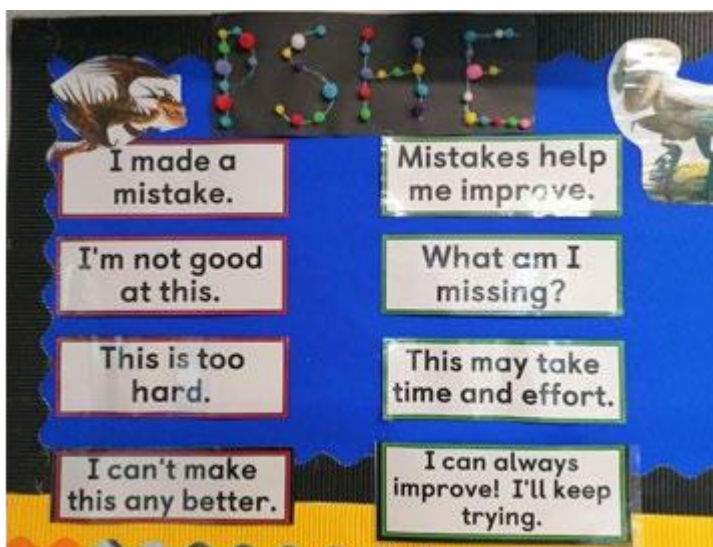 PSHE
I made a
mistake.
Mistakes help
me improve.
I'm not good
at this.
What am I
missing?
This is too
hard.
This may take
time and effort.
I can't make
this any better.
I can always
improve! I'll keep
trying.